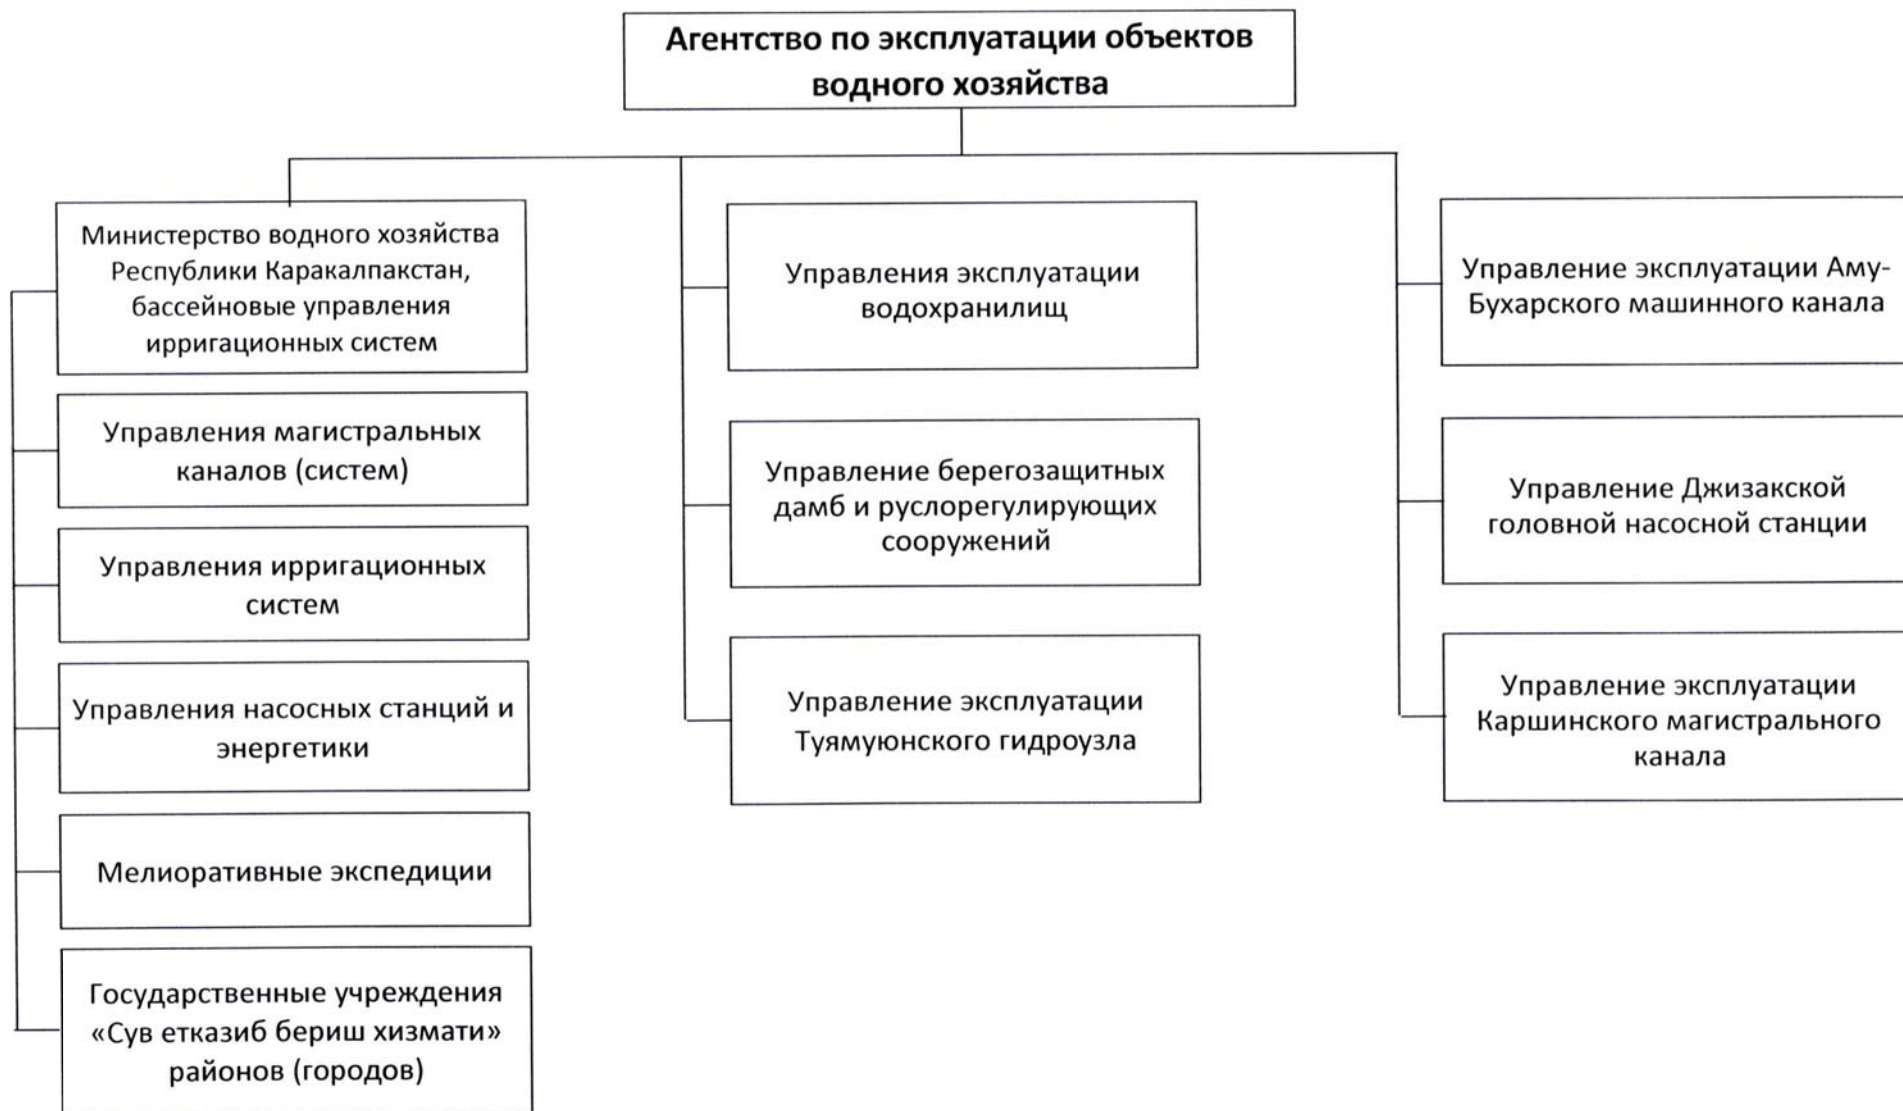 Агентство по эксплуатации объектов
водного хозяйства
Министерство водного хозяйства
Республики Каракалпакстан,
бассейновые управления
ирригационных систем
Управления магистральных
каналов (систем)
Управления ирригационных
систем
Управления насосных станций и
энергетики
Мелиоративные экспедиции
Государственные учреждения
«Сув етказиб бериш хизмати»
районов (городов)
Управления эксплуатации
водохранилищ
Управление берегозащитных
дамб и руслорегулирующих
сооружений
Управление эксплуатации
Туямуюнского гидроузла
Управление эксплуатации Аму-
Бухарского машинного канала
Управление Джизакской
головной насосной станции
Управление эксплуатации
Каршинского магистрального
канала